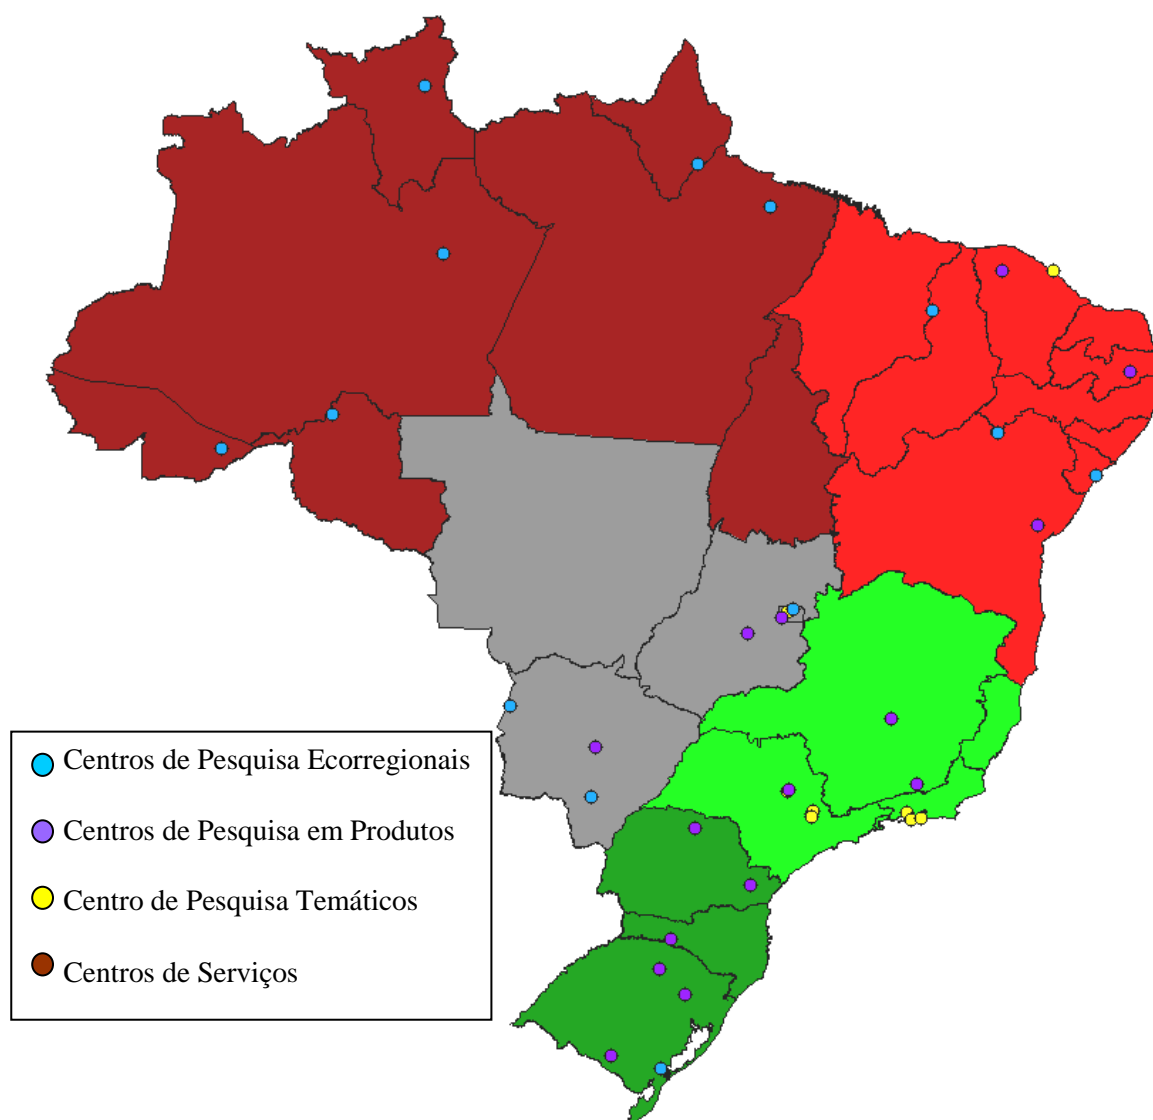 Centros de Pesquisa Ecorregionais
Centros de Pesquisa em Produtos
Centro de Pesquisa Temáticos
Centros de Serviços